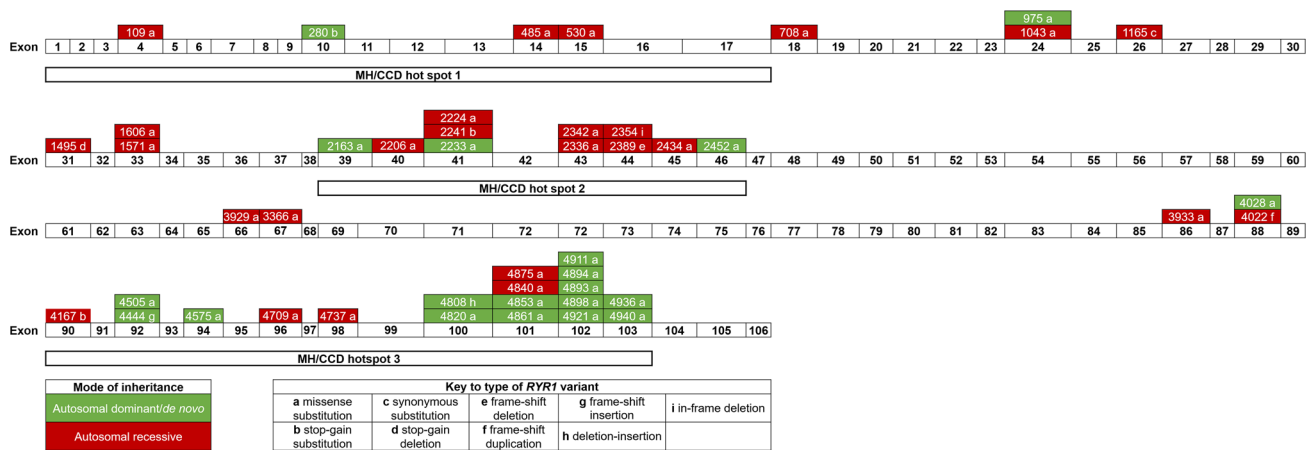 975 a
109 a 280 b 485 a 530 a 708 a 1043 a 1165 c
Exon 1 2 3 4 5 6 7 8 9 10 11 12 13 14 15 16 17 18 19 20 21 22 23 24 25 26 27 28 29 30
MH/CCD hot spot 1
2224 a
1606 a 2241 b 2342 a 2354 i
1495 d 1571 a 2163 a 2206 a 2233 a 2336 a 2389 e 2434 a 2452 a
Exon 31 32 33 34 35 36 37 38 39 40 41 42 43 44 45 46 47 48 49 50 51 52 53 54 55 56 57 58 59 60
MH/CCD hot spot 2
4028 a
3929 a 3366 a 3933 a 4022 f
Exon 61 62 63 64 65 66 67 68 69 70 71 72 72 73 74 75 76 77 78 79 80 81 82 83 84 85 86 87 88 89
4911 a
4875 a 4894 a
4840 a 4893 a
4505 a 4808 h 4853 a 4898 a 4936 a
4167 b 4444 g 4575 a 4709 a 4737 a 4820 a 4861 a 4921 a 4940 a
Exon 90 91 92 93 94 95 96 97 98 99 100 101 102 103 104 105 106
MH/CCD hotspot 3
Mode of inheritance
Autosomal dominant/de novo
Autosomal recessive
Key to type of RYR1 variant
a missense substitution
c synonymous substitution
e frame-shift deletion
g frame-shift insertion
i in-frame deletion
b stop-gain substitution
d stop-gain deletion
f frame-shift duplication
h deletion-insertion